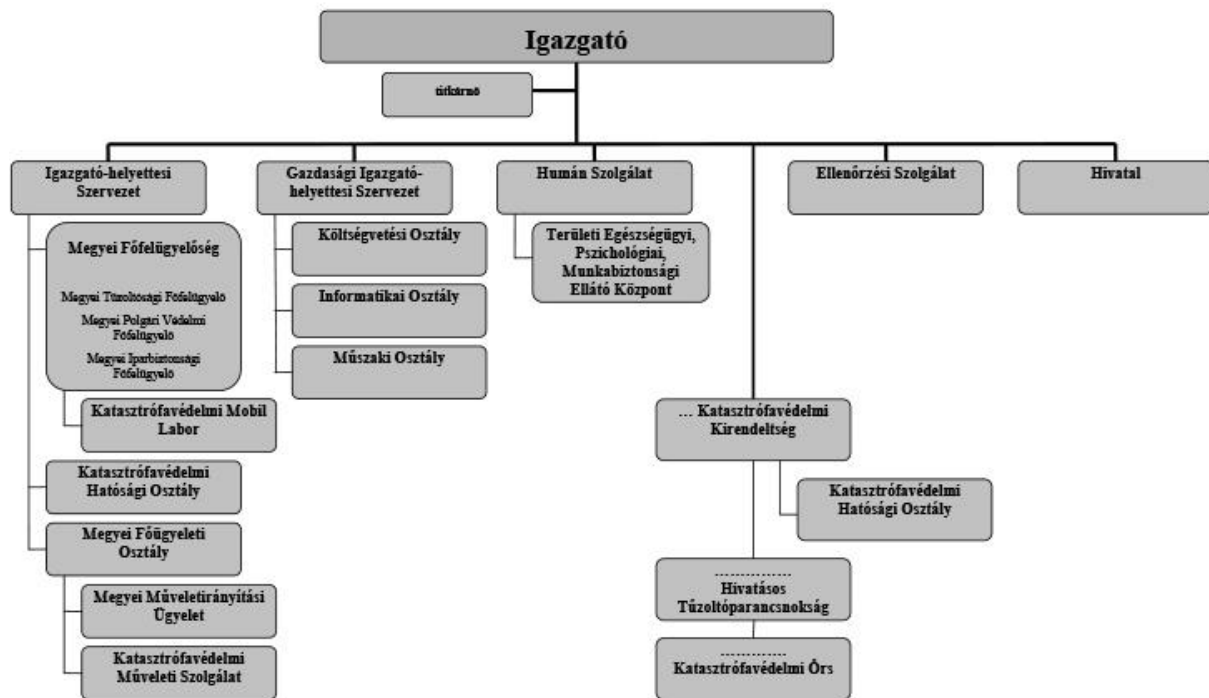 Igazgató
titkárnő
Igazgató-helyettesi
Szervezet
Megyei Főfelügyelőség
Megyei Tűzoltósági Főfelügyelő
Megyei Polgári Védelmi
Főfelügyelő
Megyei Iparbiztonsági
Főfelügyelő
Katasztrófavédelmi Mobil
Labor
Katasztrófavédelmi
Hatósági Osztály
Megyei Főügyeleti
Osztály
Megyei Műveletirányítási
Ügyelet
Katasztrófavédelmi
Műveleti Szolgálat
Gazdasági Igazgató-
helyettesi Szervezet
Költségvetési Osztály
Informatikai Osztály
Műszaki Osztály
Humán Szolgálat
Területi Egészségügyi,
Pszichológiai,
Munkabiztonsági
Ellátó Központ
... Katasztrófavédelmi
Kirendeltség
Katasztrófavédelmi
Hatósági Osztály
...............
Hivatásos
Tűzoltóparancsnokság
.............
Katasztrófavédelmi Őrs
Ellenőrzési Szolgálat
Hivatal